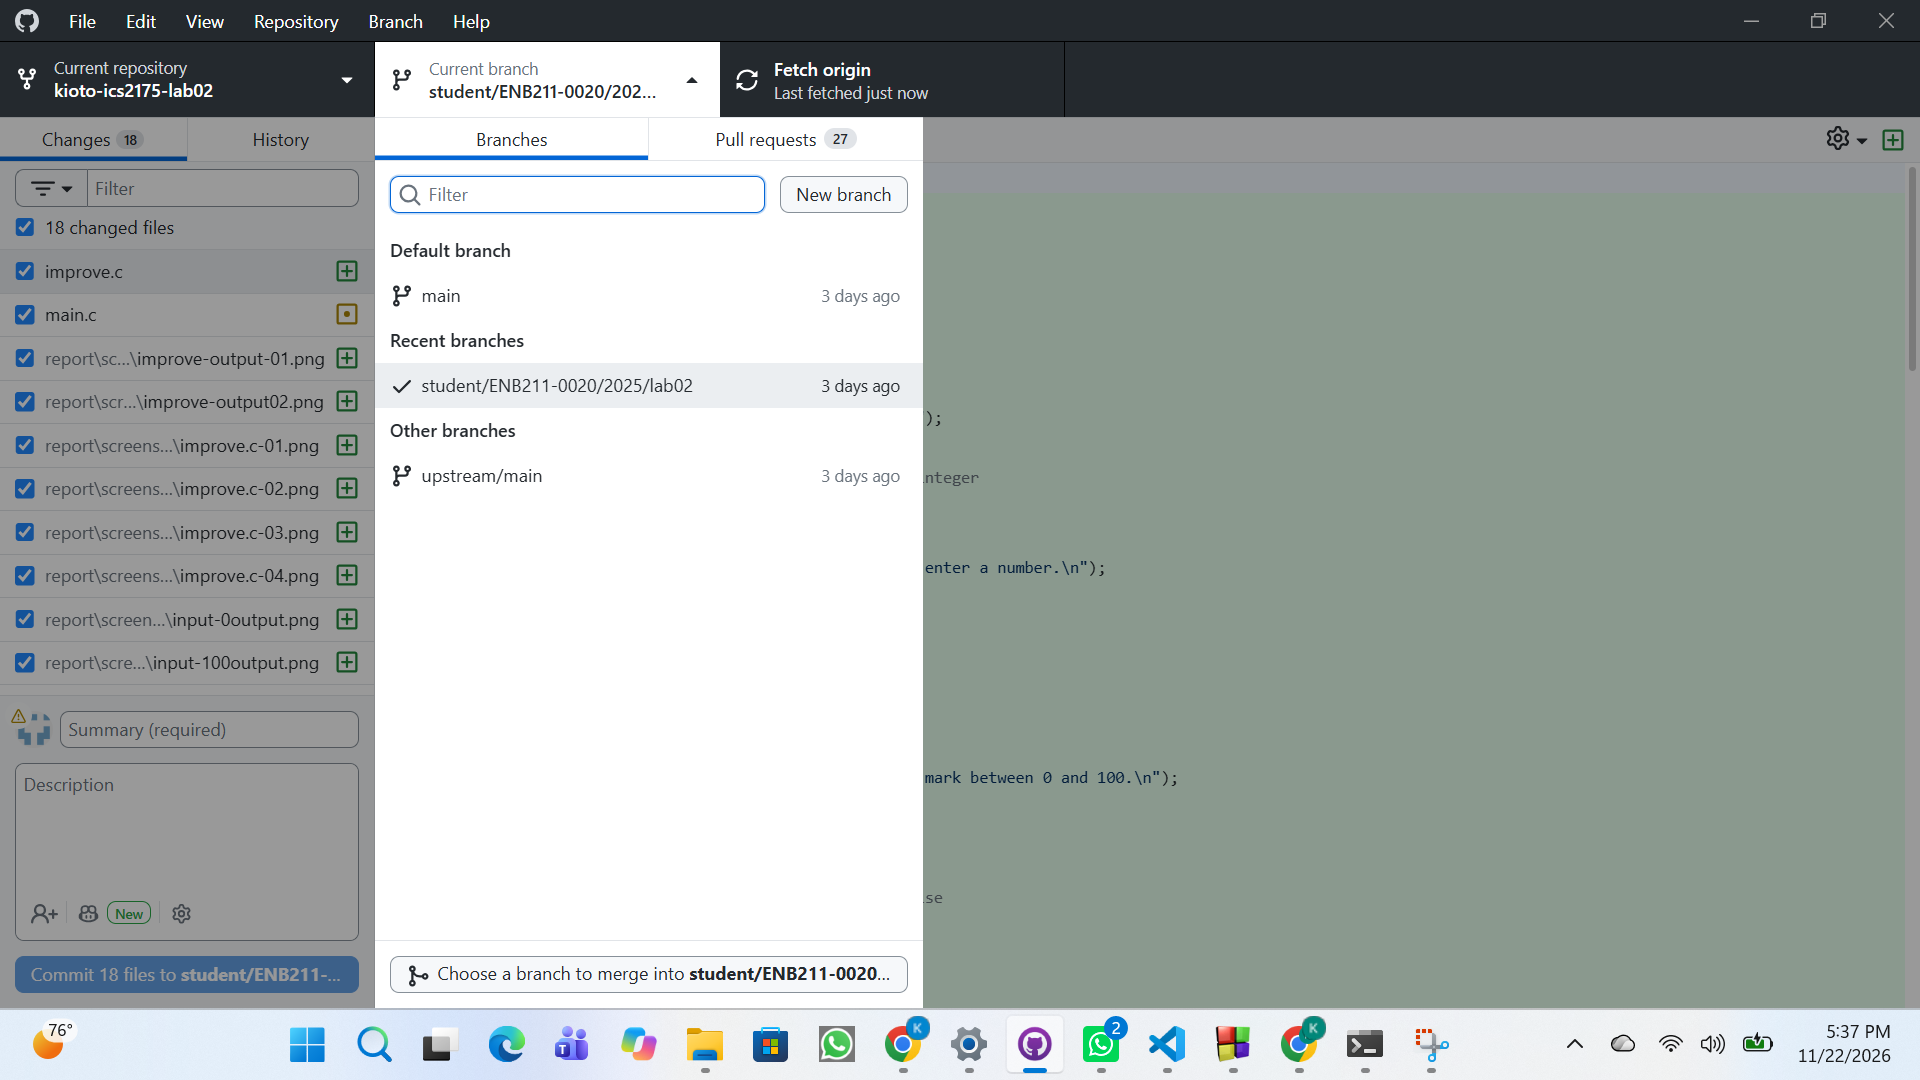 File Edit View Repository Branch Help
Current repository
kioto-ics2175-lab02
Current branch
student/ENB211-0020/202...
Fetch origin
Last fetched just now
Changes 18
History
Branches
Pull requests 27
Filter
Filter
New branch
18 changed files
Default branch
improve.c
main 3 days ago
main.c
Recent branches
report\sc...\improve-output-01.png
student/ENB211-0020/2025/lab02 3 days ago
report\scr...\improve-output02.png
);
Other branches
report\screens...\improve.c-01.png
upstream/main 3 days ago
nteger
report\screens...\improve.c-02.png
report\screens...\improve.c-03.png
enter a number.\n");
report\screens...\improve.c-04.png
report\screen...\input-0output.png
report\scre...\input-100output.png
Summary (required)
mark between 0 and 100.\n");
Description
se
New
Commit 18 files to student/ENB211-...
Choose a branch to merge into student/ENB211-0020...
76°
K
2
K
5:37 PM
11/22/2026